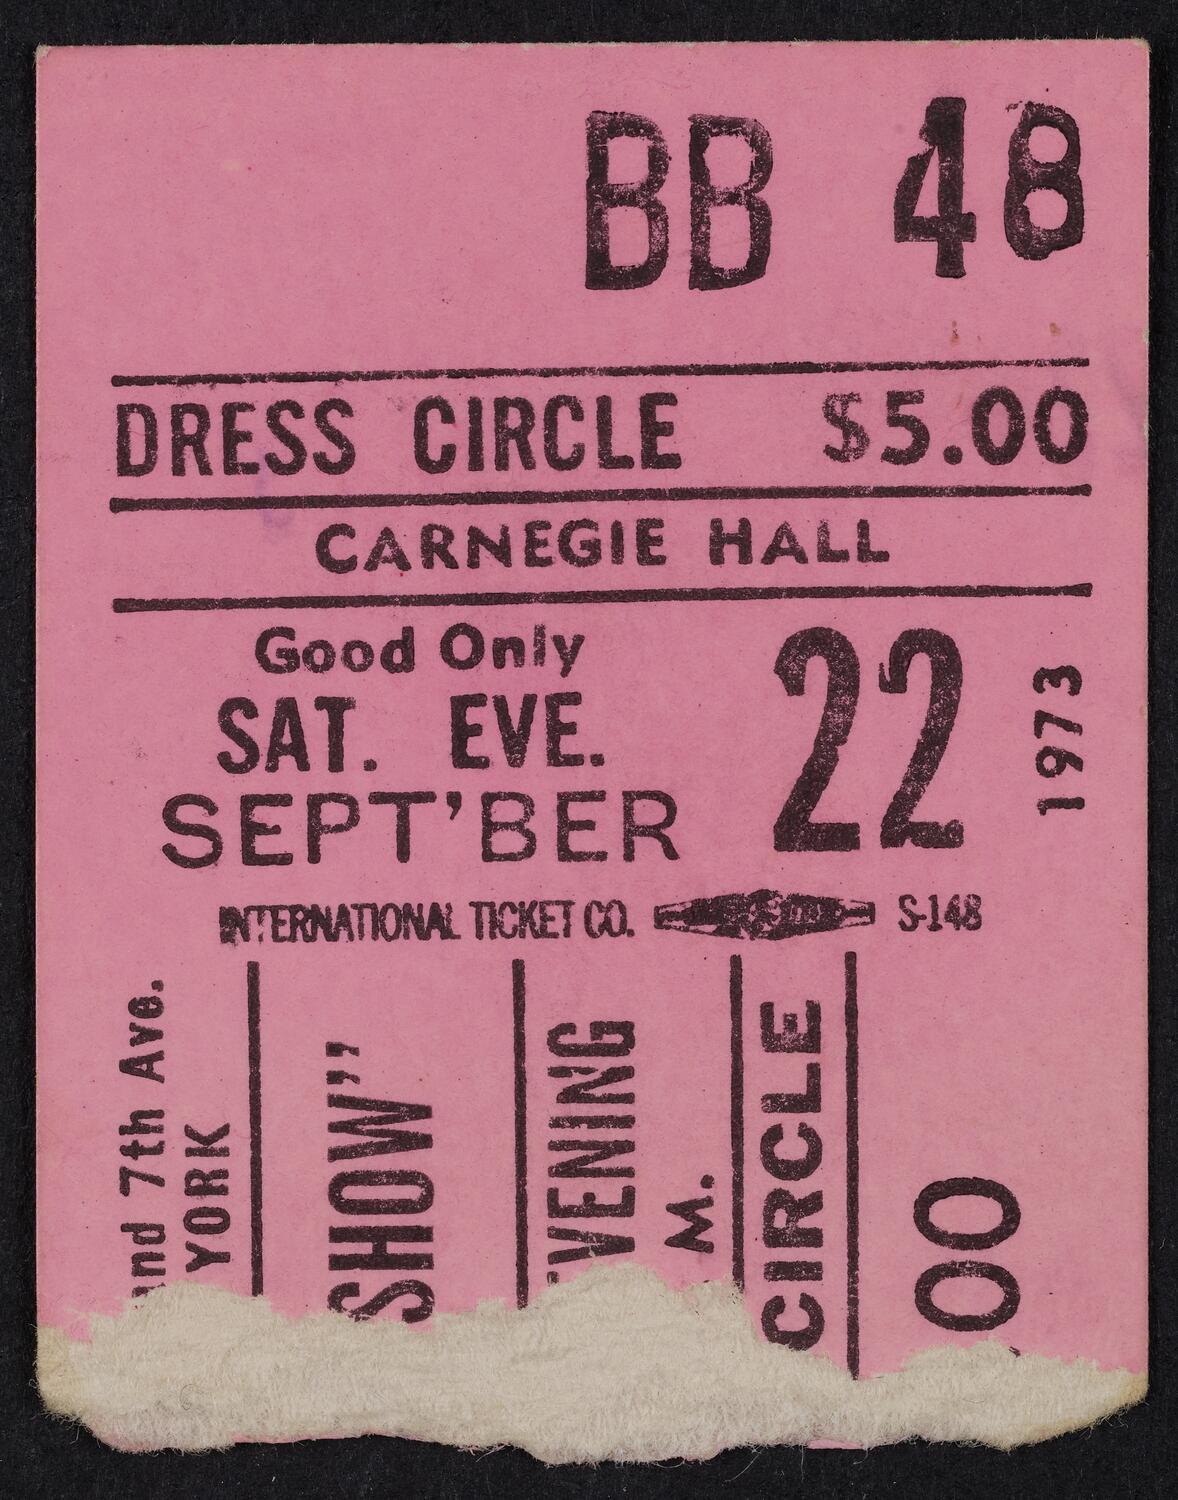 BB 48
DRESS CIRCLE $5.00
CARNEGIE HALL
Good Only
SAT. EVE.
SEPT'BER
22
1973
INTERNATIONAL TICKET CO. S-148
nd 7th Ave.
YORK
SHOW"
VENING
M.
CIRCLE
00